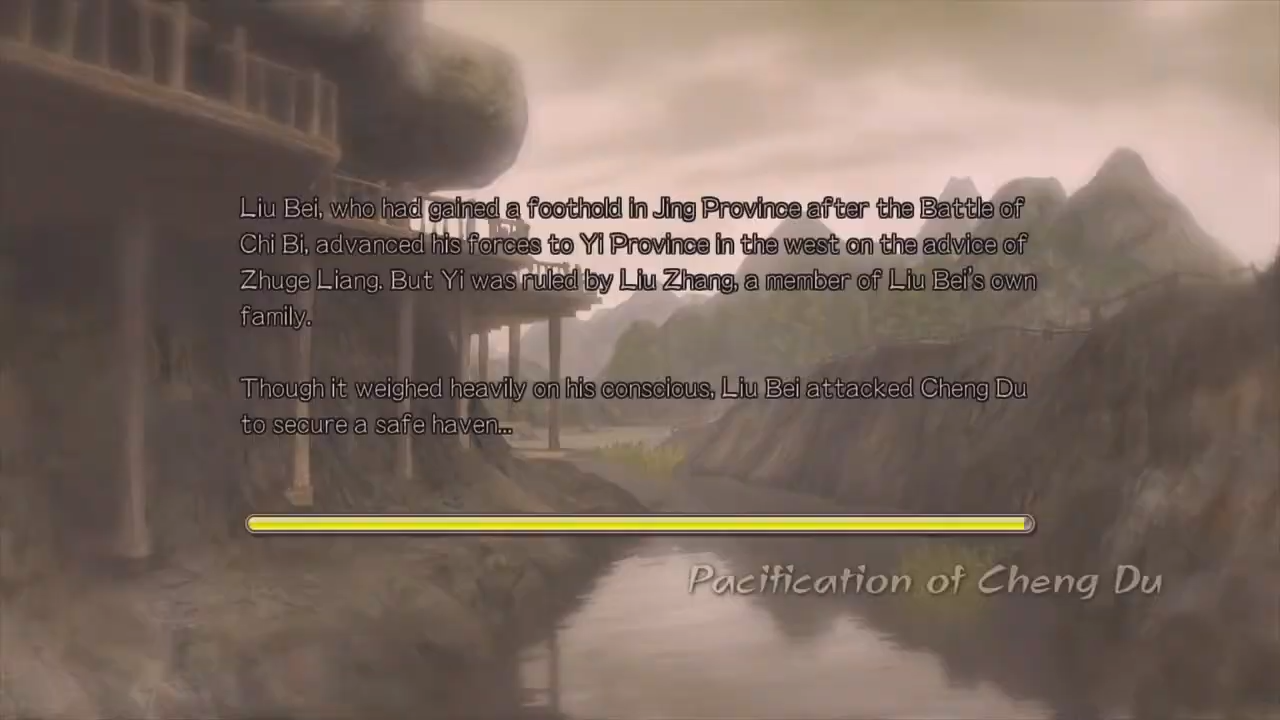 Liu Bei, who had gained a foothold in Jing Province after the Battle of
Chi Bi, advanced his forces to Yi Province in the west on the advice of
Zhuge Liang. But Yi was ruled by Liu Zhang, a member of Liu Bei's own
family.
Though it weighed heavily on his conscious, Liu Bei attacked Cheng Du
to secure a safe haven...
Pacification of Cheng Du